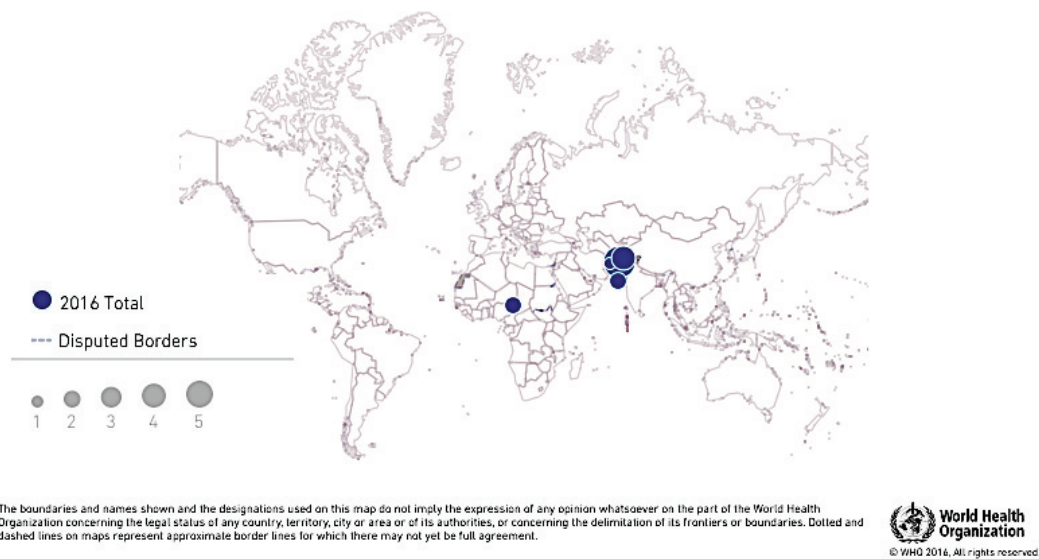 2016 Total
Disputed Borders
1 2 3 4 5
The boundaries and names shown and the designations used on this map do not imply the expression of any opinion whatsoever on the part of the World Health
Organization concerning the legal status of any country, territory, city or area or of its authorities, or concerning the delimitation of its frontiers or boundaries. Dotted and
dashed lines on maps represent approximate border lines for which there may not yet be full agreement.
World Health
Organization
© WHO 2016, All rights reserved